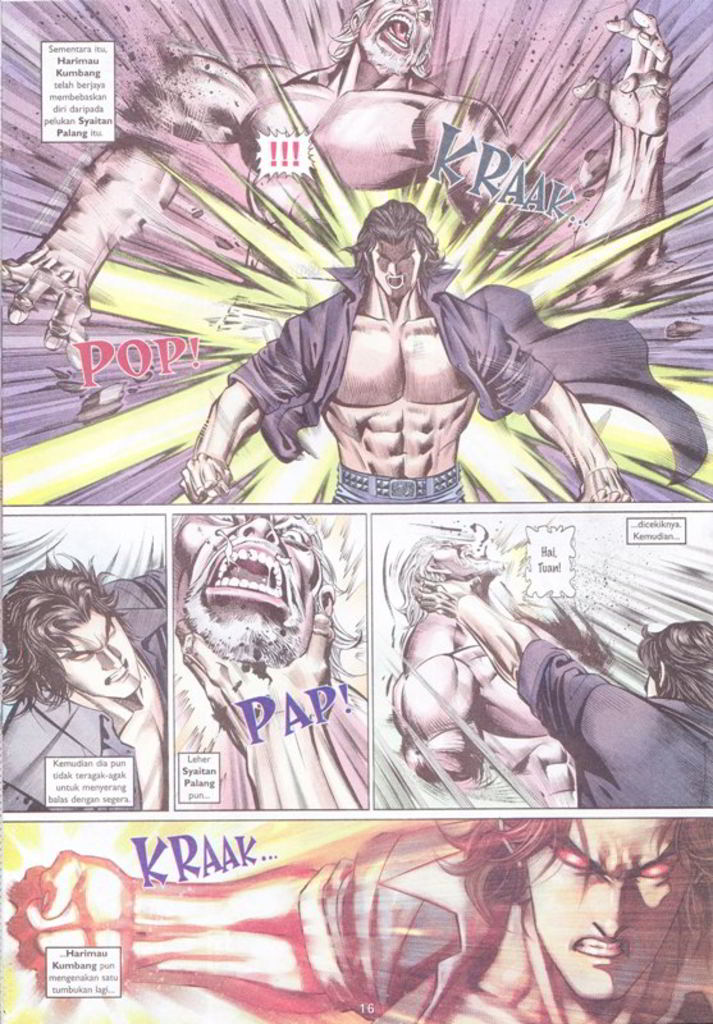 Sementara itu,
Harimau
Kumbang
telah berjaya
membebaskan
diri daripada
pelukan Syaitan
Palang itu.
!!!
KRAAK...
POP!
Kemudian dia pun
tidak teragak-agak
untuk menyerang
balas dengan segera.
PAP!
Leher
Syaitan
Palang
pun...
...dicekiknya.
Kemudian...
Hai,
Tuan!
KRAAK...
...Harimau
Kumbang pun
mengenakan satu
tumbukan lagi...
16